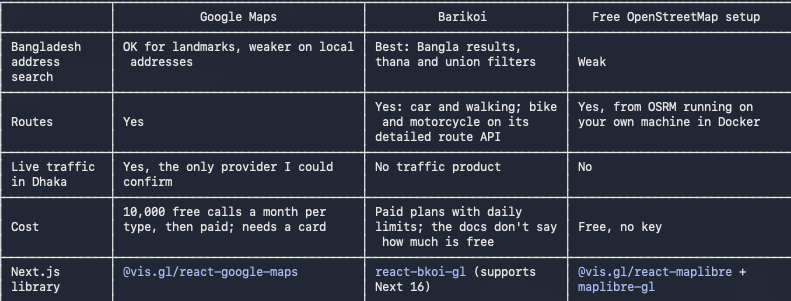 Google Maps
Barikoi
Free OpenStreetMap setup
Bangladesh
address
search
OK for landmarks, weaker on local
addresses
Best: Bangla results,
thana and union filters
Weak
Routes
Yes
Yes: car and walking; bike
and motorcycle on its
detailed route API
Yes, from OSRM running on
your own machine in Docker
Live traffic
in Dhaka
Yes, the only provider I could
confirm
No traffic product
No
Cost
10,000 free calls a month per
type, then paid; needs a card
Paid plans with daily
limits; the docs don't say
how much is free
Free, no key
Next.js
library
@vis.gl/react-google-maps
react-bkoi-gl (supports
Next 16)
@vis.gl/react-maplibre +
maplibre-gl